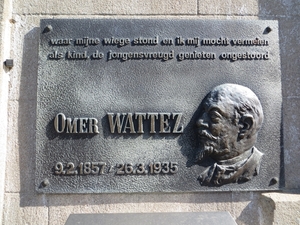 waar mijne wiege stond en ik mij mocht vermeien
als kind, de jongensvreugd genieten ongestoord
OMER WATTEZ
9.2.1857 / 26.3.1935